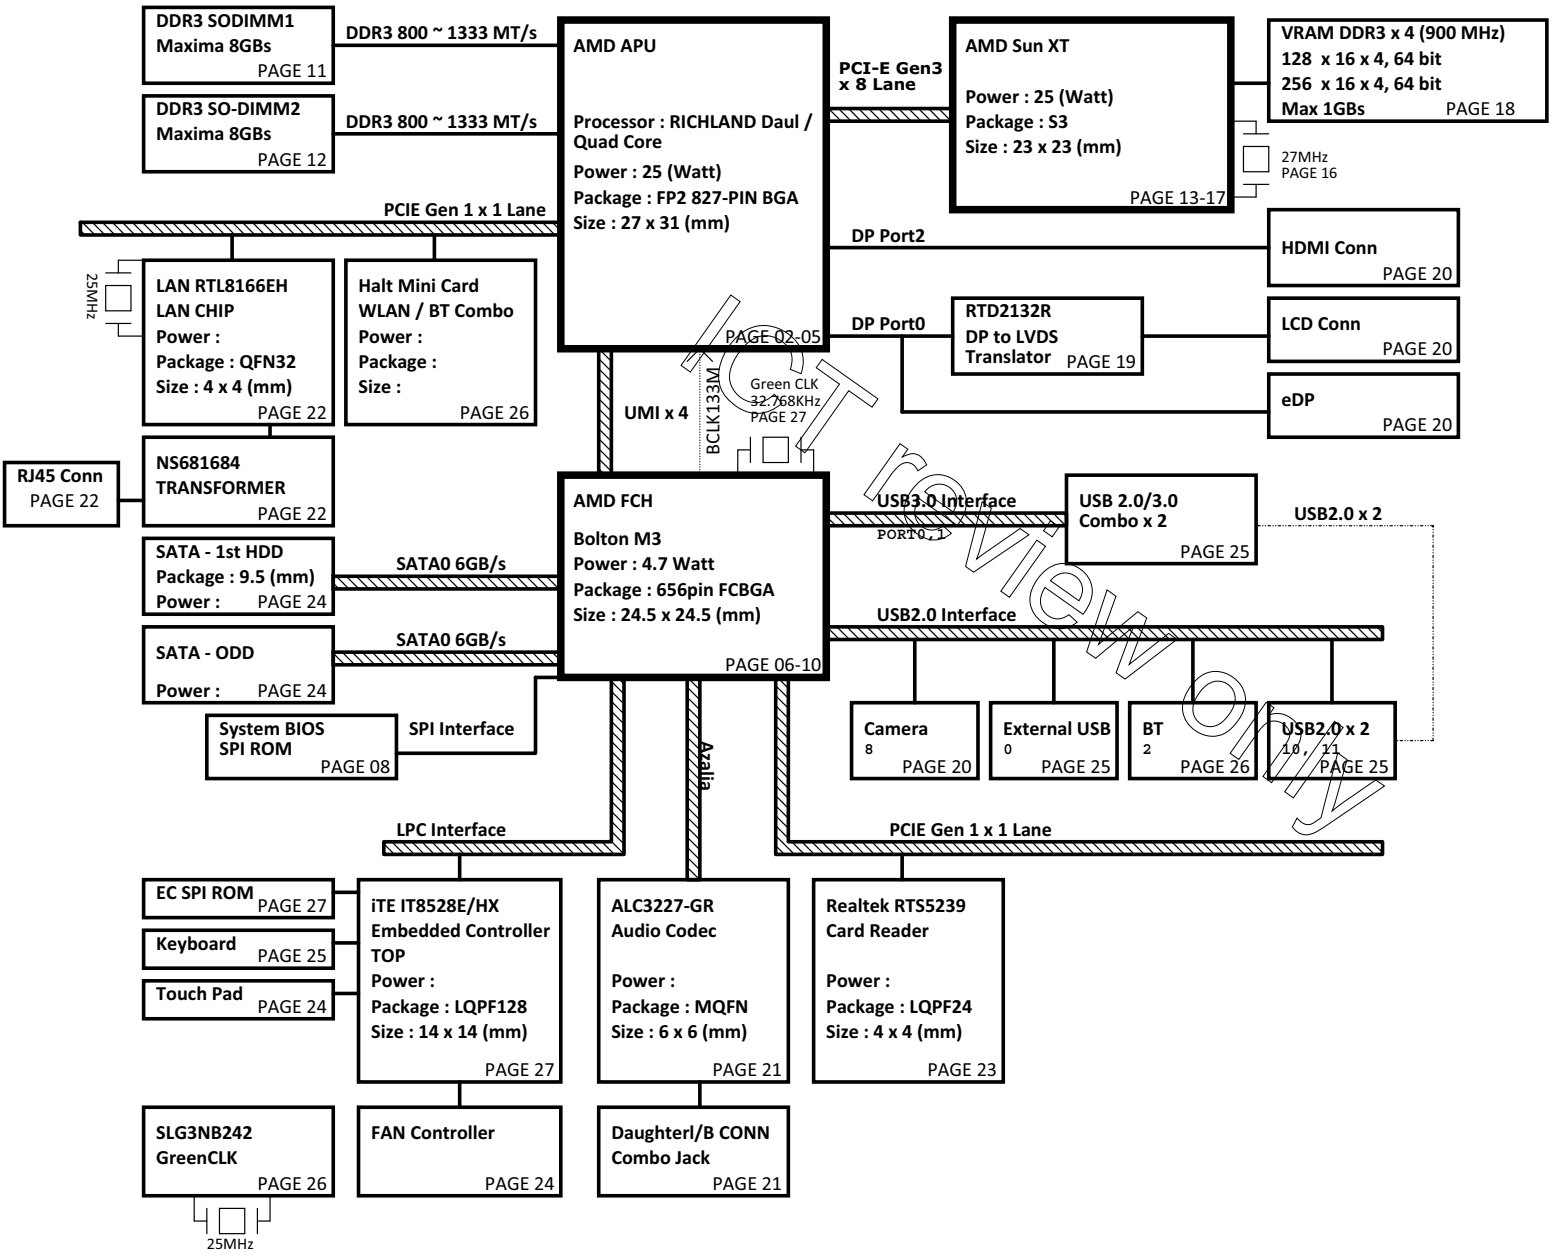 DDR3 SODIMM1
Maxima 8GBs
PAGE 11
DDR3 800 ~ 1333 MT/s
DDR3 SO-DIMM2
Maxima 8GBs
PAGE 12
DDR3 800 ~ 1333 MT/s
AMD APU
Processor : RICHLAND Daul /
Quad Core
Power : 25 (Watt)
Package : FP2 827-PIN BGA
Size : 27 x 31 (mm)
PAGE 02-05
PCI-E Gen3
x 8 Lane
AMD Sun XT
Power : 25 (Watt)
Package : S3
Size : 23 x 23 (mm)
PAGE 13-17
VRAM DDR3 x 4 (900 MHz)
128 x 16 x 4, 64 bit
256 x 16 x 4, 64 bit
Max 1GBs
PAGE 18
27MHz
PAGE 16
PCIE Gen 1 x 1 Lane
25MHz
LAN RTL8166EH
LAN CHIP
Power :
Package : QFN32
Size : 4 x 4 (mm)
PAGE 22
Halt Mini Card
WLAN / BT Combo
Power :
Package :
Size :
PAGE 26
DP Port2
HDMI Conn
PAGE 20
DP Port0
RTD2132R
DP to LVDS
Translator
PAGE 19
LCD Conn
PAGE 20
eDP
PAGE 20
UMI x 4
BCLK133M
Green CLK
32.768KHz
PAGE 27
RJ45 Conn
PAGE 22
NS681684
TRANSFORMER
PAGE 22
AMD FCH
Bolton M3
Power : 4.7 Watt
Package : 656pin FCBGA
Size : 24.5 x 24.5 (mm)
PAGE 06-10
USB3.0 Interface
PORT0,1
USB 2.0/3.0
Combo x 2
PAGE 25
USB2.0 x 2
SATA - 1st HDD
Package : 9.5 (mm)
Power :
PAGE 24
SATA0 6GB/s
SATA - ODD
Power :
PAGE 24
SATA0 6GB/s
USB2.0 Interface
System BIOS
SPI ROM
PAGE 08
SPI Interface
Azalia
Camera
8
PAGE 20
External USB
0
PAGE 25
BT
2
PAGE 26
USB2.0 x 2
10, 11
PAGE 25
LPC Interface
PCIE Gen 1 x 1 Lane
EC SPI ROM
PAGE 27
Keyboard
PAGE 25
Touch Pad
PAGE 24
iTE IT8528E/HX
Embedded Controller
TOP
Power :
Package : LQPF128
Size : 14 x 14 (mm)
PAGE 27
ALC3227-GR
Audio Codec
Power :
Package : MQFN
Size : 6 x 6 (mm)
PAGE 21
Realtek RTS5239
Card Reader
Power :
Package : LQPF24
Size : 4 x 4 (mm)
PAGE 23
SLG3NB242
GreenCLK
PAGE 26
25MHz
FAN Controller
PAGE 24
Daughterl/B CONN
Combo Jack
PAGE 21
ICT review only